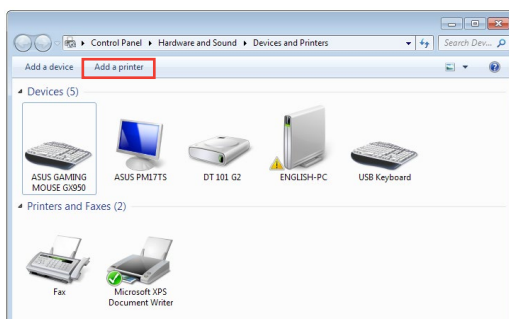 Control Panel ▸ Hardware and Sound ▸ Devices and Printers
Search Dev...
Add a device Add a printer
Devices (5)
ASUS GAMING MOUSE GX950
ASUS PM17TS
DT 101 G2
ENGLISH-PC
USB Keyboard
Printers and Faxes (2)
Fax
Microsoft XPS Document Writer